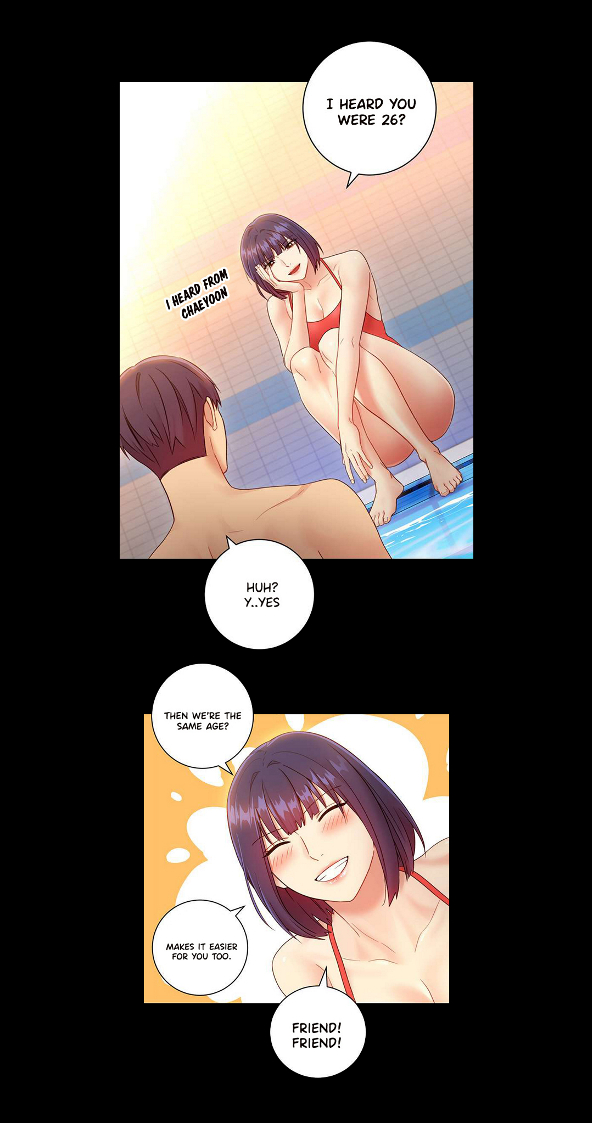 I HEARD YOU
WERE 26?
I HEARD FROM
CHAEYOON
HUH?
Y..YES
THEN WE'RE THE
SAME AGE?
MAKES IT EASIER
FOR YOU TOO.
FRIEND!
FRIEND!